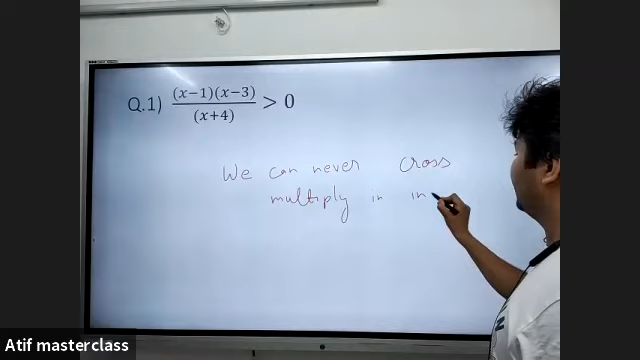 Q.1) (x−1)(x−3)/(x+4) > 0
We can never cross
multiply in in
Atif masterclass